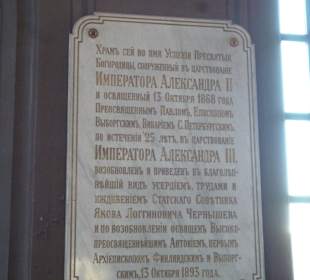 Храмъ сей во имя Успенія Пресвятыя
Богородицы, сооруженный въ царствованіе
Императора Александра II
и освященный 13 Октября 1868 года
Преосвященнымъ Павломъ, Епископомъ
Выборгскимъ, Викаріемъ С. Петербургскимъ,
по истеченіи 25 лѣтъ, въ царствованіе
Императора Александра III,
возобновленъ и приведенъ въ благолѣп-
нѣйшій видъ усердіемъ, трудами и
иждивеніемъ Статскаго Совѣтника
Якова Логгиновича Чернышева
и по возобновленіи освященъ Высоко-
преосвященнѣйшимъ Антоніемъ, первымъ
Архіепископомъ Финляндскимъ и Выборг-
скимъ, 13 Октября 1893 года.